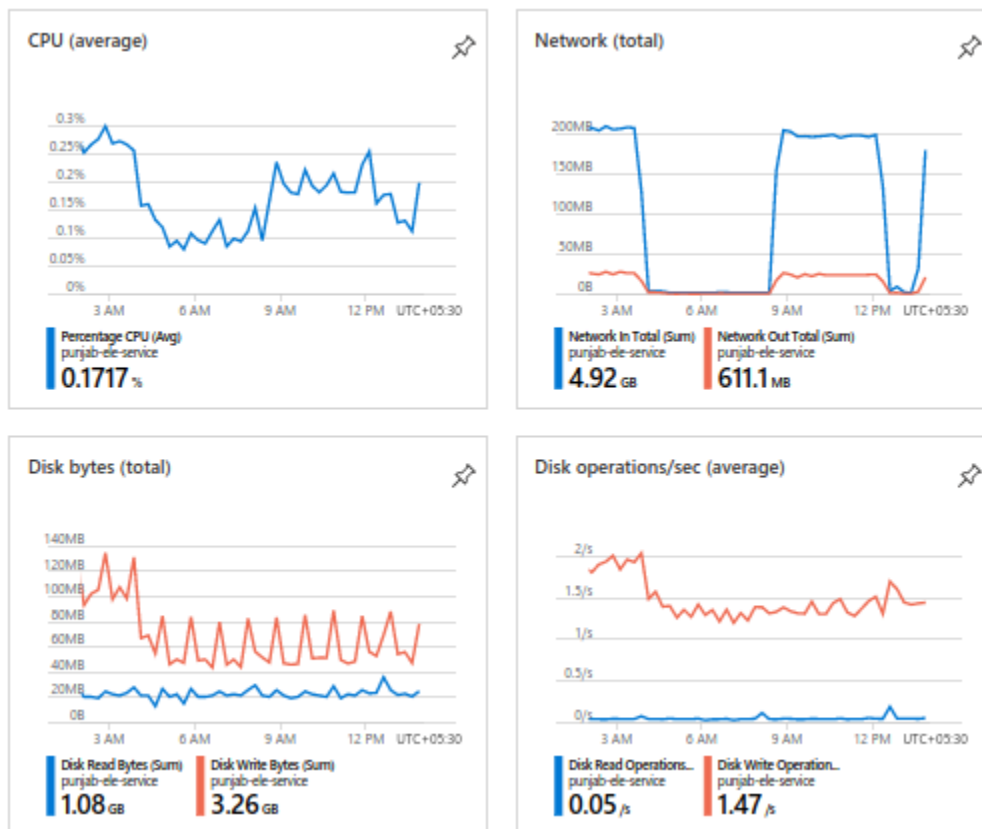 CPU (average)
0.3%
0.25%
0.2%
0.15%
0.1%
0.05%
0%
3 AM 6 AM 9 AM 12 PM UTC+05:30
Percentage CPU (Avg)
punjab-ele-service
0.1717 %
Network (total)
200MB
150MB
100MB
50MB
0B
3 AM 6 AM 9 AM 12 PM UTC+05:30
Network In Total (Sum) Network Out Total (Sum)
punjab-ele-service punjab-ele-service
4.92 GB 611.1 MB
Disk bytes (total)
140MB
120MB
100MB
80MB
60MB
40MB
20MB
0B
3 AM 6 AM 9 AM 12 PM UTC+05:30
Disk Read Bytes (Sum) Disk Write Bytes (Sum)
punjab-ele-service punjab-ele-service
1.08 GB 3.26 GB
Disk operations/sec (average)
2/s
1.5/s
1/s
0.5/s
0/s
3 AM 6 AM 9 AM 12 PM UTC+05:30
Disk Read Operations... Disk Write Operation...
punjab-ele-service punjab-ele-service
0.05 /s 1.47 /s